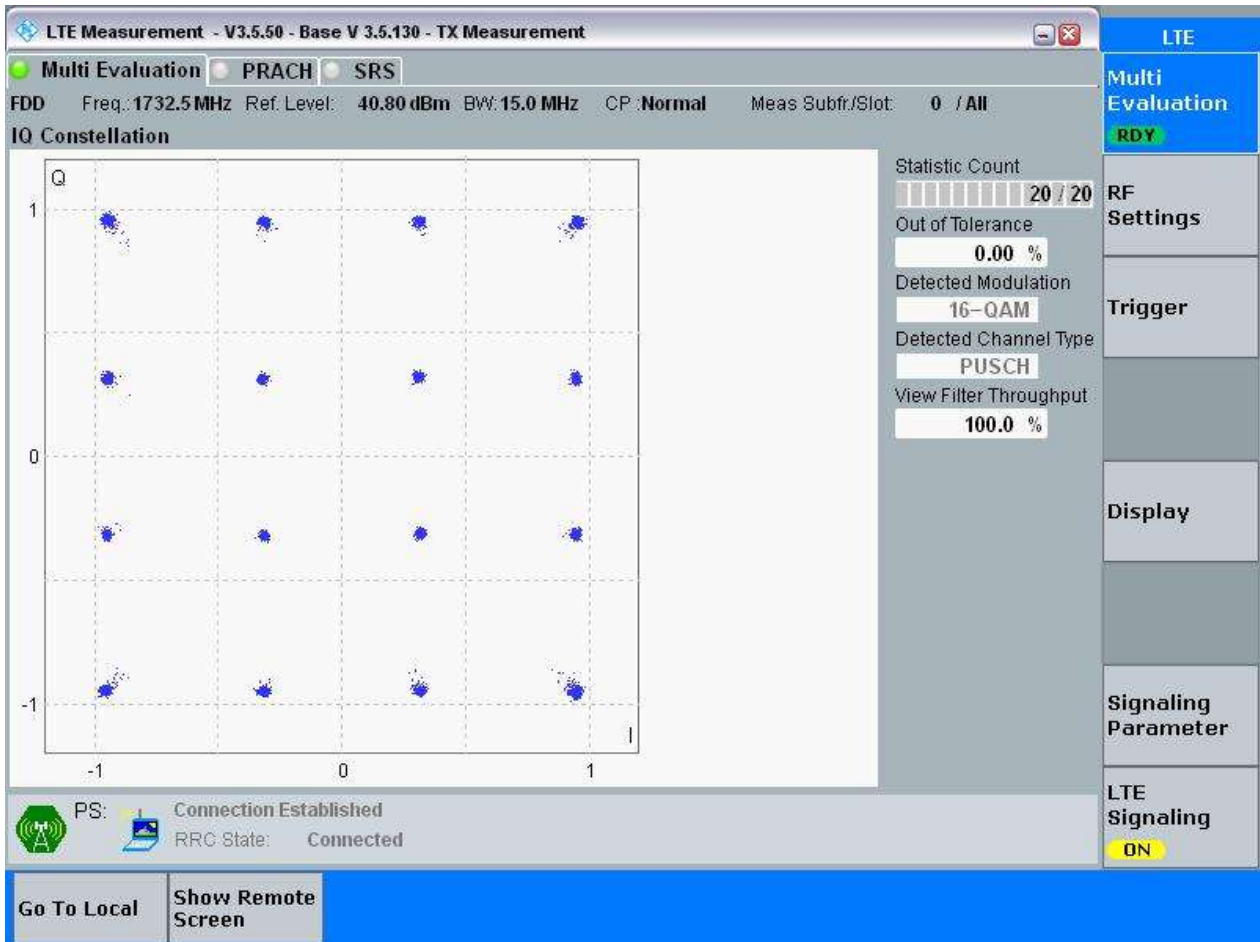 LTE Measurement - V3.5.50 - Base V 3.5.130 - TX Measurement
LTE
Multi Evaluation PRACH SRS
Multi
Evaluation
RDY
FDD Freq.:1732.5 MHz Ref. Level: 40.80 dBm BW:15.0 MHz CP :Normal Meas Subfr./Slot: 0 / All
IQ Constellation
Q
1
0
-1
-1 0 1
I
Statistic Count
20 / 20
Out of Tolerance
0.00 %
Detected Modulation
16-QAM
Detected Channel Type
PUSCH
View Filter Throughput
100.0 %
RF
Settings
Trigger
Display
Signaling
Parameter
LTE
Signaling
ON
PS: Connection Established
RRC State: Connected
Go To Local
Show Remote
Screen